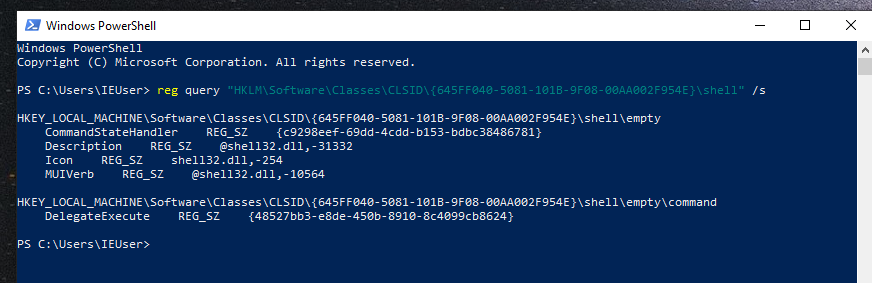 Windows PowerShell
Windows PowerShell
Copyright (C) Microsoft Corporation. All rights reserved.
PS C:\Users\IEUser> reg query "HKLM\Software\Classes\CLSID\{645FF040-5081-101B-9F08-00AA002F954E}\shell" /s
HKEY_LOCAL_MACHINE\Software\Classes\CLSID\{645FF040-5081-101B-9F08-00AA002F954E}\shell\empty
CommandStateHandler    REG_SZ    {c9298eef-69dd-4cdd-b153-bdbc38486781}
Description    REG_SZ    @shell32.dll,-31332
Icon    REG_SZ    shell32.dll,-254
MUIVerb    REG_SZ    @shell32.dll,-10564
HKEY_LOCAL_MACHINE\Software\Classes\CLSID\{645FF040-5081-101B-9F08-00AA002F954E}\shell\empty\command
DelegateExecute    REG_SZ    {48527bb3-e8de-450b-8910-8c4099cb8624}
PS C:\Users\IEUser>